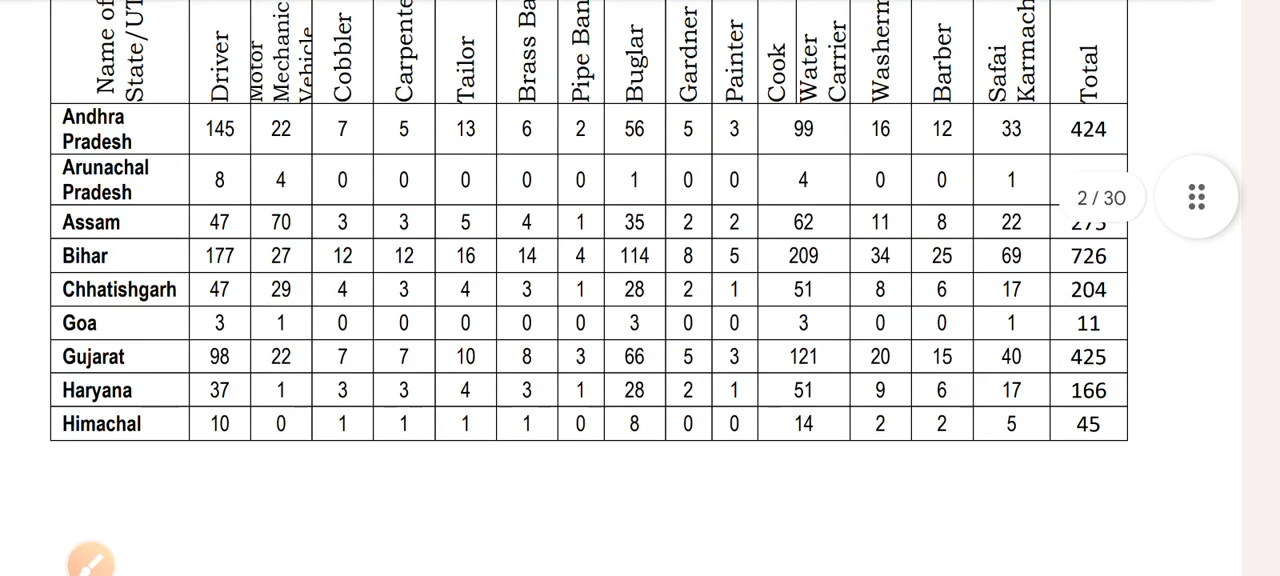 Name of State/UT Driver Motor Mechanic Vehicle Cobbler Tailor Buglar Gardner Painter Cook Water Carrier Barber Safai Total
Andhra Pradesh 145 22 7 5 13 6 2 56 5 3 99 16 12 33 424
Arunachal Pradesh 8 4 0 0 0 0 0 1 0 0 4 0 0 1
2 / 30
Assam 47 70 3 3 5 4 1 35 2 2 62 11 8 22
Bihar 177 27 12 12 16 14 4 114 8 5 209 34 25 69 726
Chhatishgarh 47 29 4 3 4 3 1 28 2 1 51 8 6 17 204
Goa 3 1 0 0 0 0 0 3 0 0 3 0 0 1 11
Gujarat 98 22 7 7 10 8 3 66 5 3 121 20 15 40 425
Haryana 37 1 3 3 4 3 1 28 2 1 51 9 6 17 166
Himachal 10 0 1 1 1 1 0 8 0 0 14 2 2 5 45